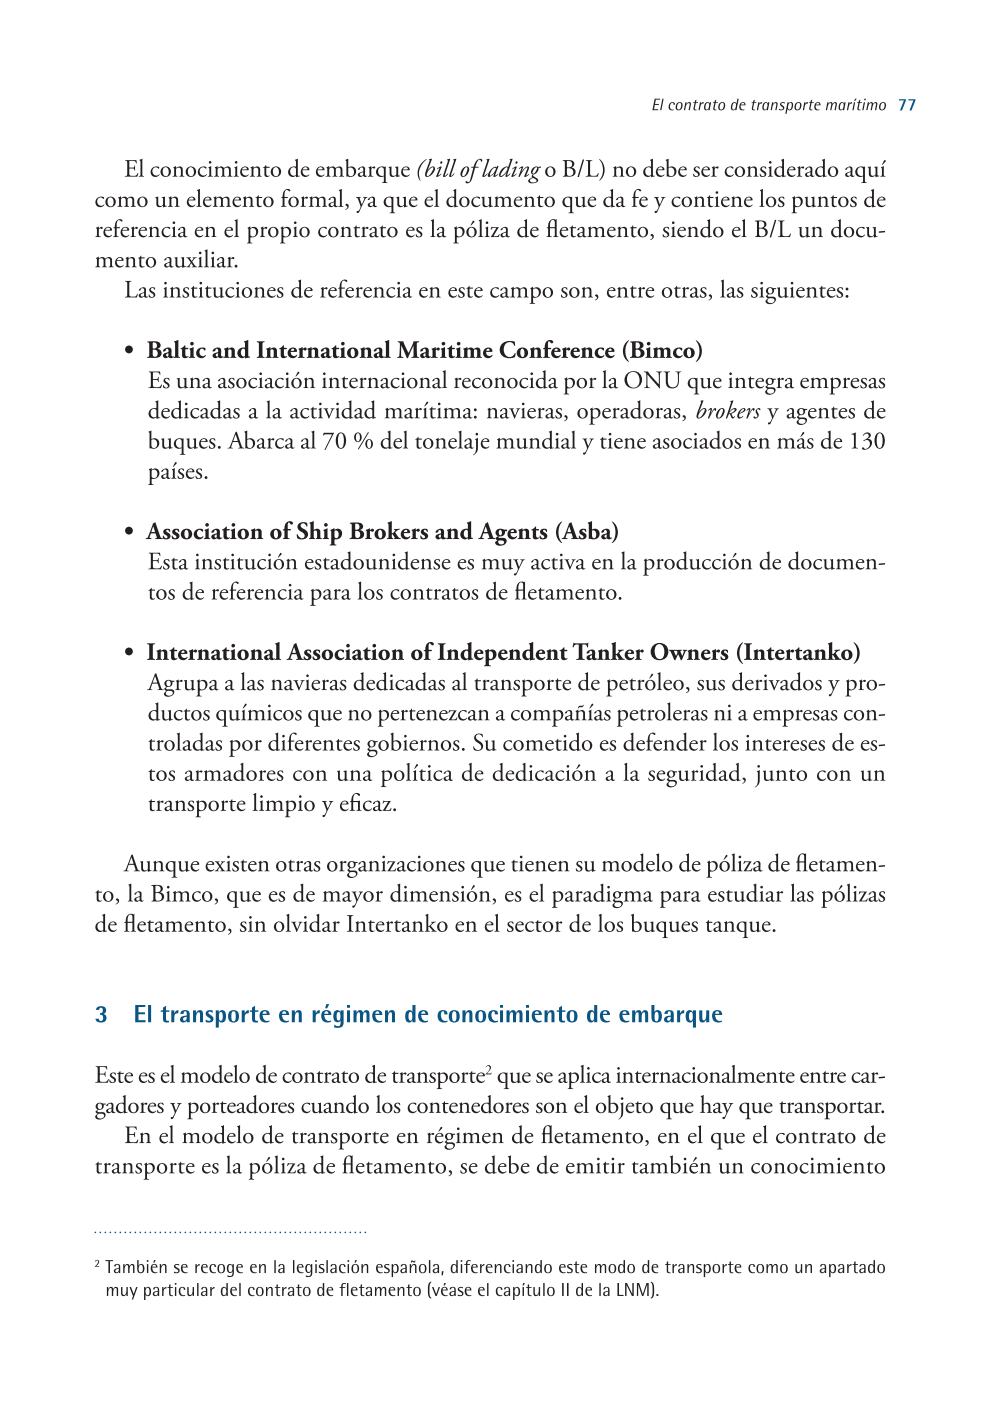 El contrato de transporte marítimo 77
El conocimiento de embarque (bill of lading o B/L) no debe ser considerado aquí
como un elemento formal, ya que el documento que da fe y contiene los puntos de
referencia en el propio contrato es la póliza de fletamento, siendo el B/L un docu-
mento auxiliar.
Las instituciones de referencia en este campo son, entre otras, las siguientes:
• Baltic and International Maritime Conference (Bimco)
Es una asociación internacional reconocida por la ONU que integra empresas
dedicadas a la actividad marítima: navieras, operadoras, brokers y agentes de
buques. Abarca al 70 % del tonelaje mundial y tiene asociados en más de 130
países.
• Association of Ship Brokers and Agents (Asba)
Esta institución estadounidense es muy activa en la producción de documen-
tos de referencia para los contratos de fletamento.
• International Association of Independent Tanker Owners (Intertanko)
Agrupa a las navieras dedicadas al transporte de petróleo, sus derivados y pro-
ductos químicos que no pertenezcan a compañías petroleras ni a empresas con-
troladas por diferentes gobiernos. Su cometido es defender los intereses de es-
tos armadores con una política de dedicación a la seguridad, junto con un
transporte limpio y eficaz.
Aunque existen otras organizaciones que tienen su modelo de póliza de fletamen-
to, la Bimco, que es de mayor dimensión, es el paradigma para estudiar las pólizas
de fletamento, sin olvidar Intertanko en el sector de los buques tanque.
3 El transporte en régimen de conocimiento de embarque
Este es el modelo de contrato de transporte² que se aplica internacionalmente entre car-
gadores y porteadores cuando los contenedores son el objeto que hay que transportar.
En el modelo de transporte en régimen de fletamento, en el que el contrato de
transporte es la póliza de fletamento, se debe de emitir también un conocimiento
² También se recoge en la legislación española, diferenciando este modo de transporte como un apartado
muy particular del contrato de fletamento (véase el capítulo II de la LNM).